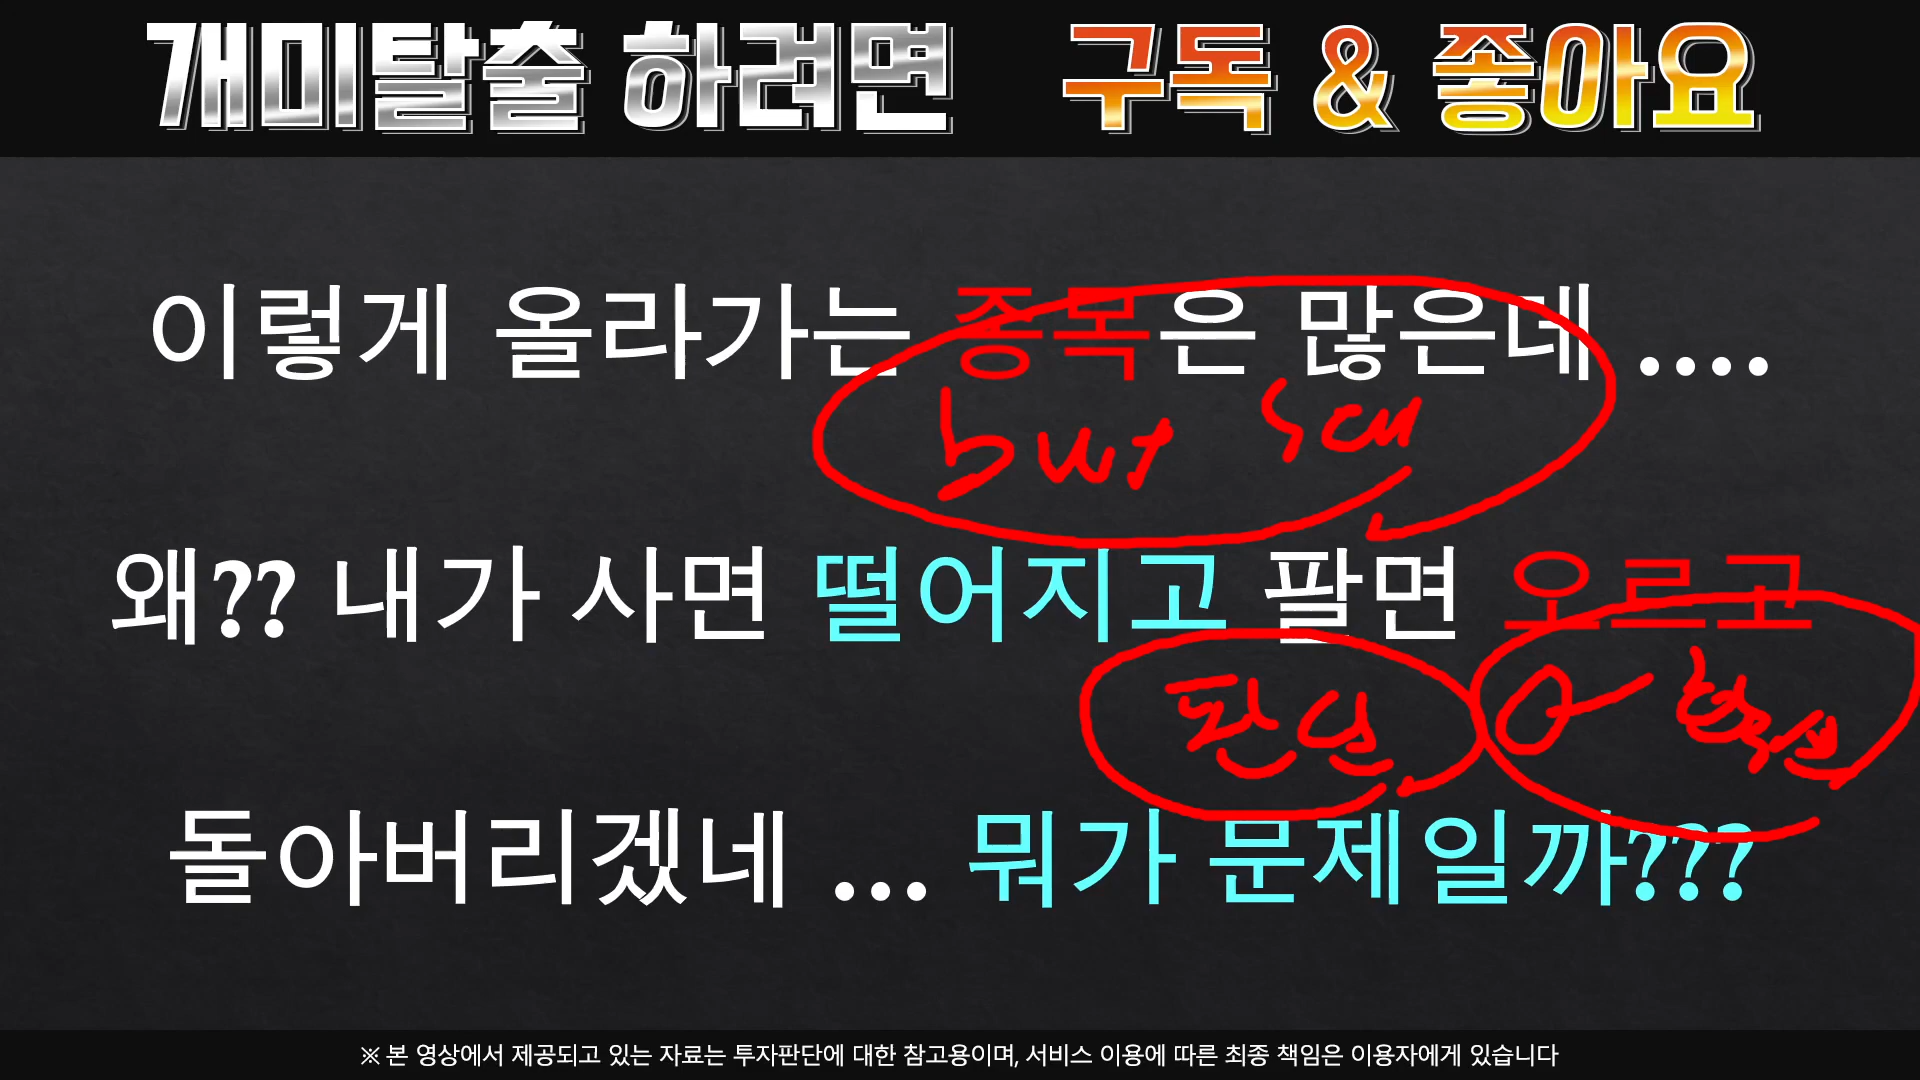 개미탈출 하려면 구독 & 좋아요
이렇게 올라가는 종목은 많은데 ....
but
왜?? 내가 사면 떨어지고 팔면 오르고
판단
돌아버리겠네 ... 뭐가 문제일까???
※ 본 영상에서 제공되고 있는 자료는 투자판단에 대한 참고용이며, 서비스 이용에 따른 최종 책임은 이용자에게 있습니다